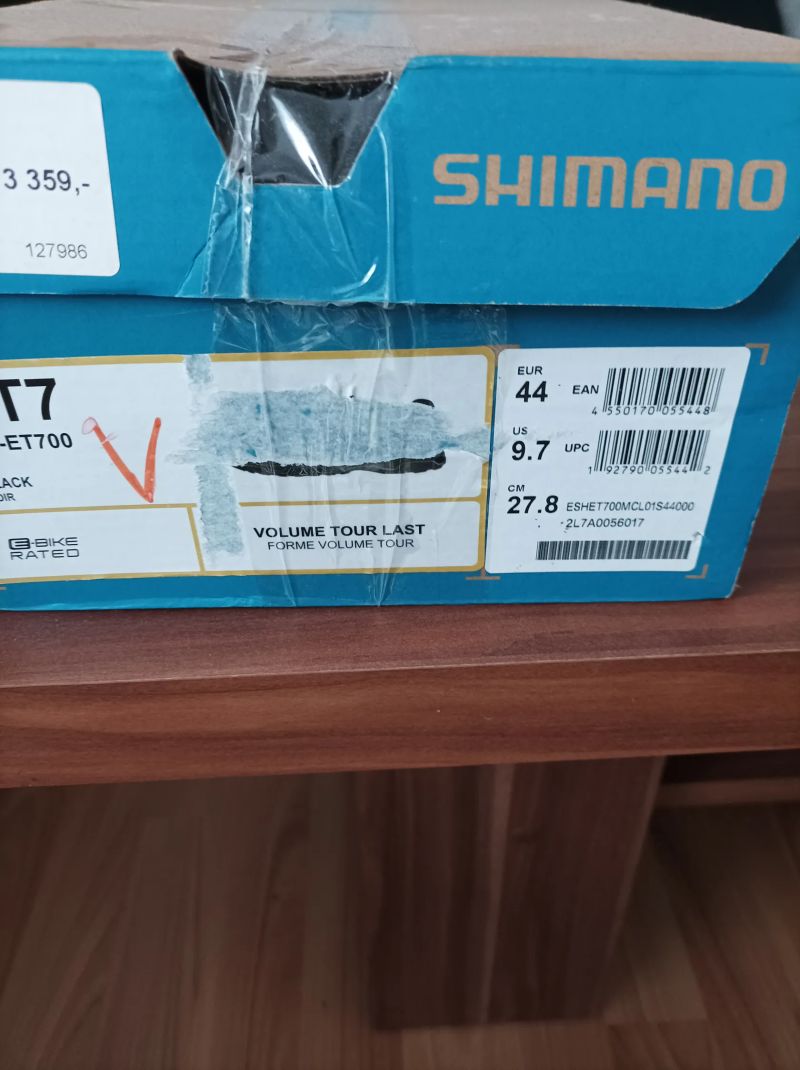 3 359,-
127986
SHIMANO
T7
-ET700
LACK
OIR
E-BIKE
RATED
V
VOLUME TOUR LAST
FORME VOLUME TOUR
EUR
44
EAN
4 550170 055448
US
9.7
UPC
1 92790 05544 2
CM
27.8
ESHET700MCL01S44000
2L7A0056017